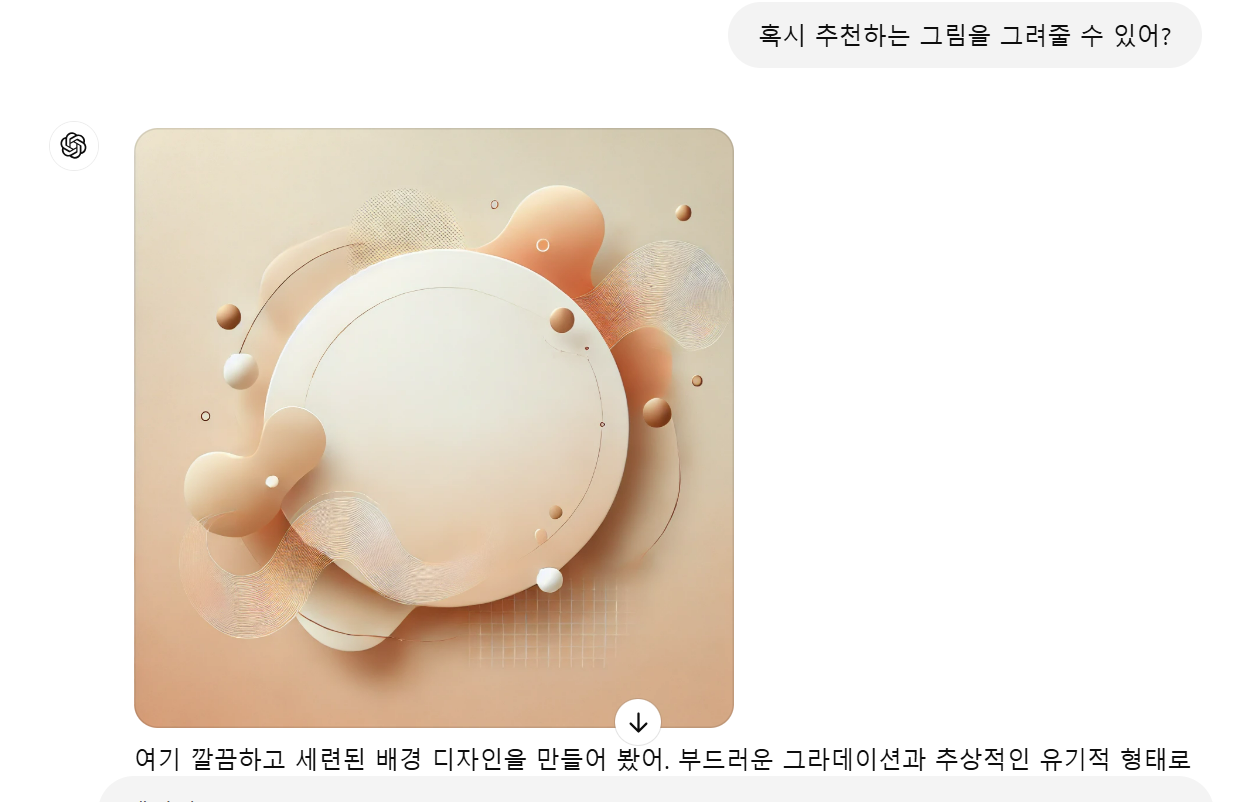 혹시 추천하는 그림을 그려줄 수 있어?
여기 깔끔하고 세련된 배경 디자인을 만들어 봤어. 부드러운 그라데이션과 추상적인 유기적 형태로